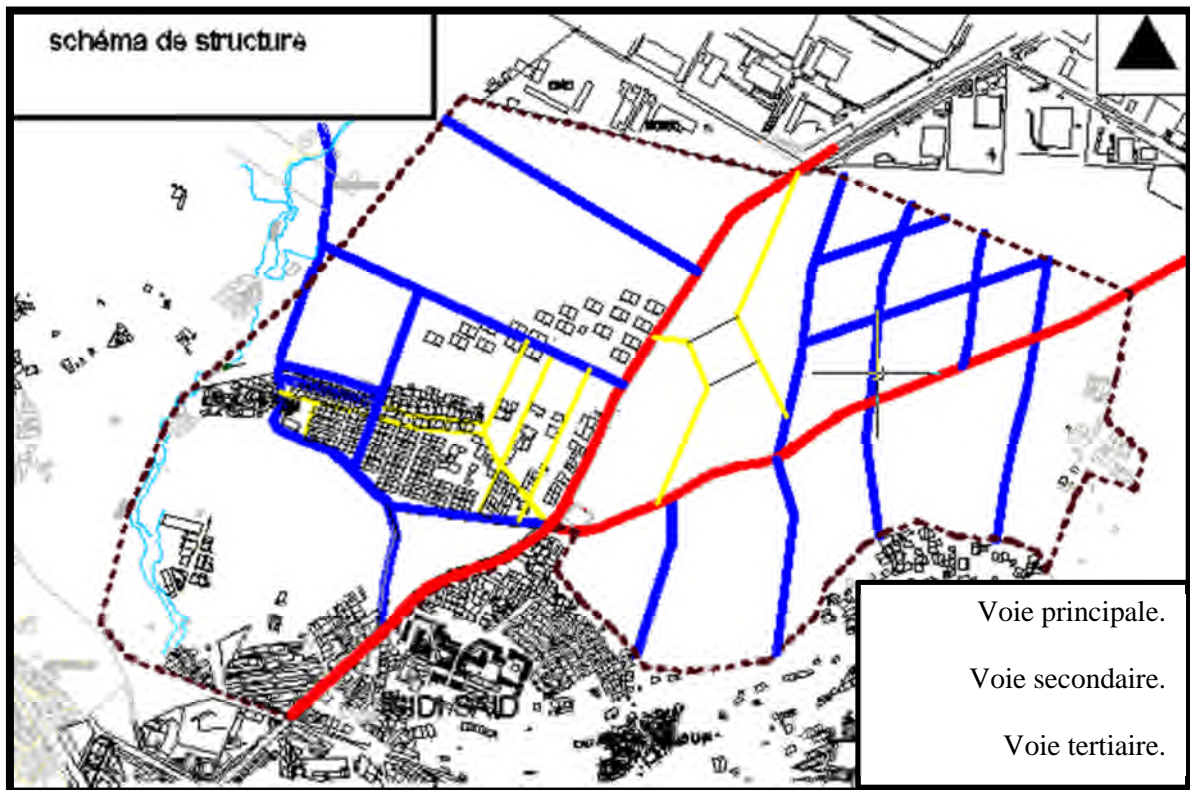 schéma de structure
SIDI SAID
Voie principale.
Voie secondaire.
Voie tertiaire.